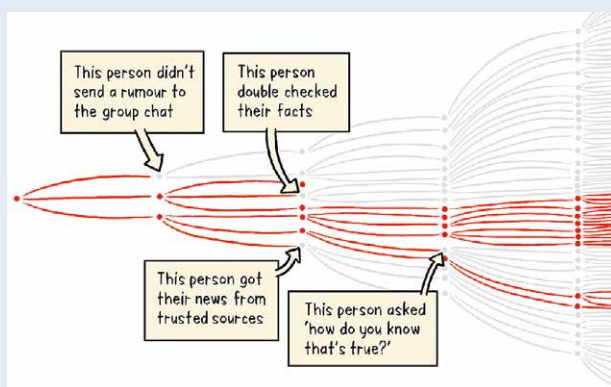 This person didn't
send a rumour to
the group chat
This person
double checked
their facts
This person got
their news from
trusted sources
This person asked
'how do you know
that's true?'